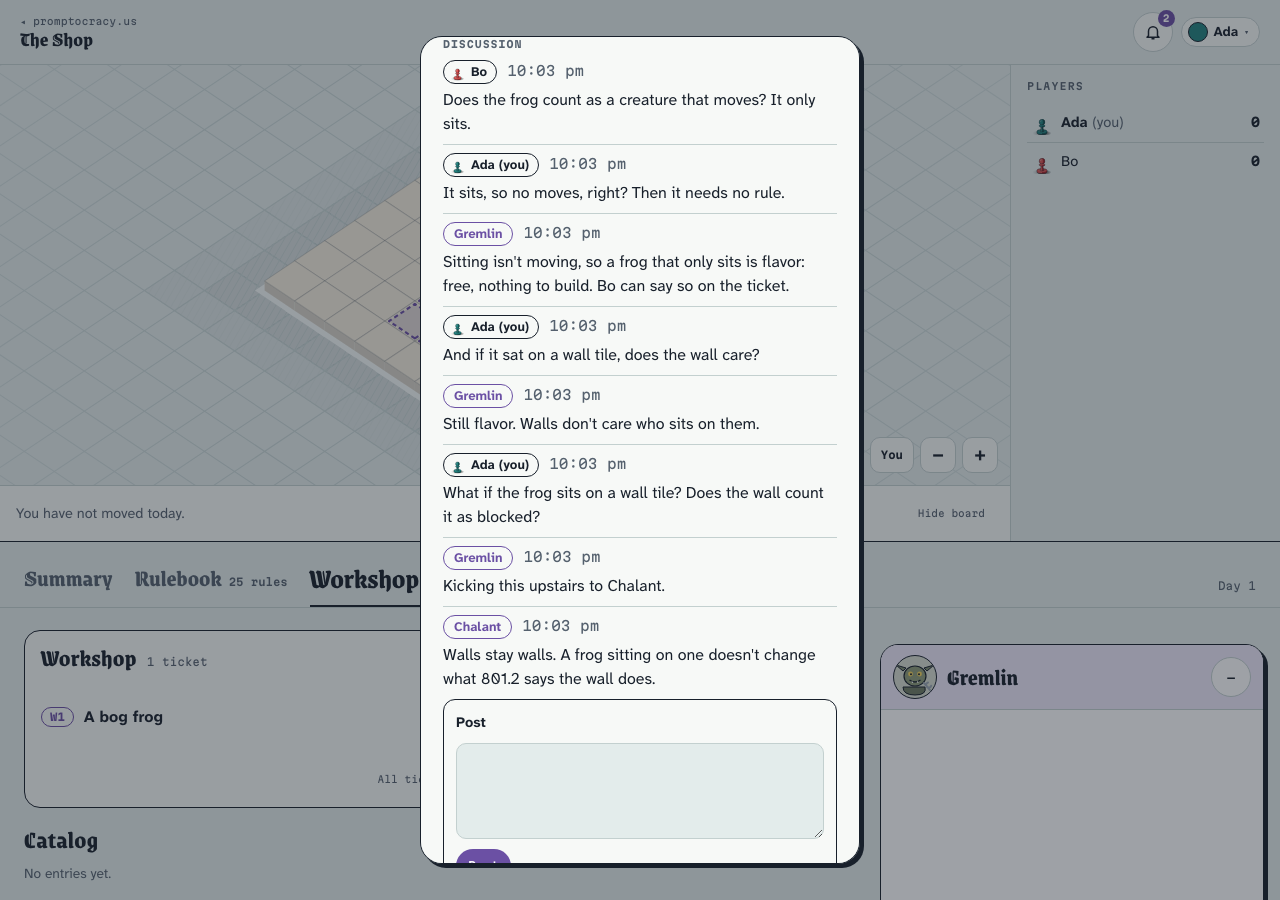 ◂ promptocracy.us
The Shop
2
Ada ▾
PLAYERS
Ada (you) 0
Bo 0
You − +
You have not moved today.
Hide board
Summary Rulebook 25 rules Workshop
Day 1
Workshop 1 ticket
W1 A bog frog
All tic
Catalog
No entries yet.
Gremlin
–
DISCUSSION
Bo 10:03 pm
Does the frog count as a creature that moves? It only
sits.
Ada (you) 10:03 pm
It sits, so no moves, right? Then it needs no rule.
Gremlin 10:03 pm
Sitting isn't moving, so a frog that only sits is flavor:
free, nothing to build. Bo can say so on the ticket.
Ada (you) 10:03 pm
And if it sat on a wall tile, does the wall care?
Gremlin 10:03 pm
Still flavor. Walls don't care who sits on them.
Ada (you) 10:03 pm
What if the frog sits on a wall tile? Does the wall count
it as blocked?
Gremlin 10:03 pm
Kicking this upstairs to Chalant.
Chalant 10:03 pm
Walls stay walls. A frog sitting on one doesn't change
what 801.2 says the wall does.
Post